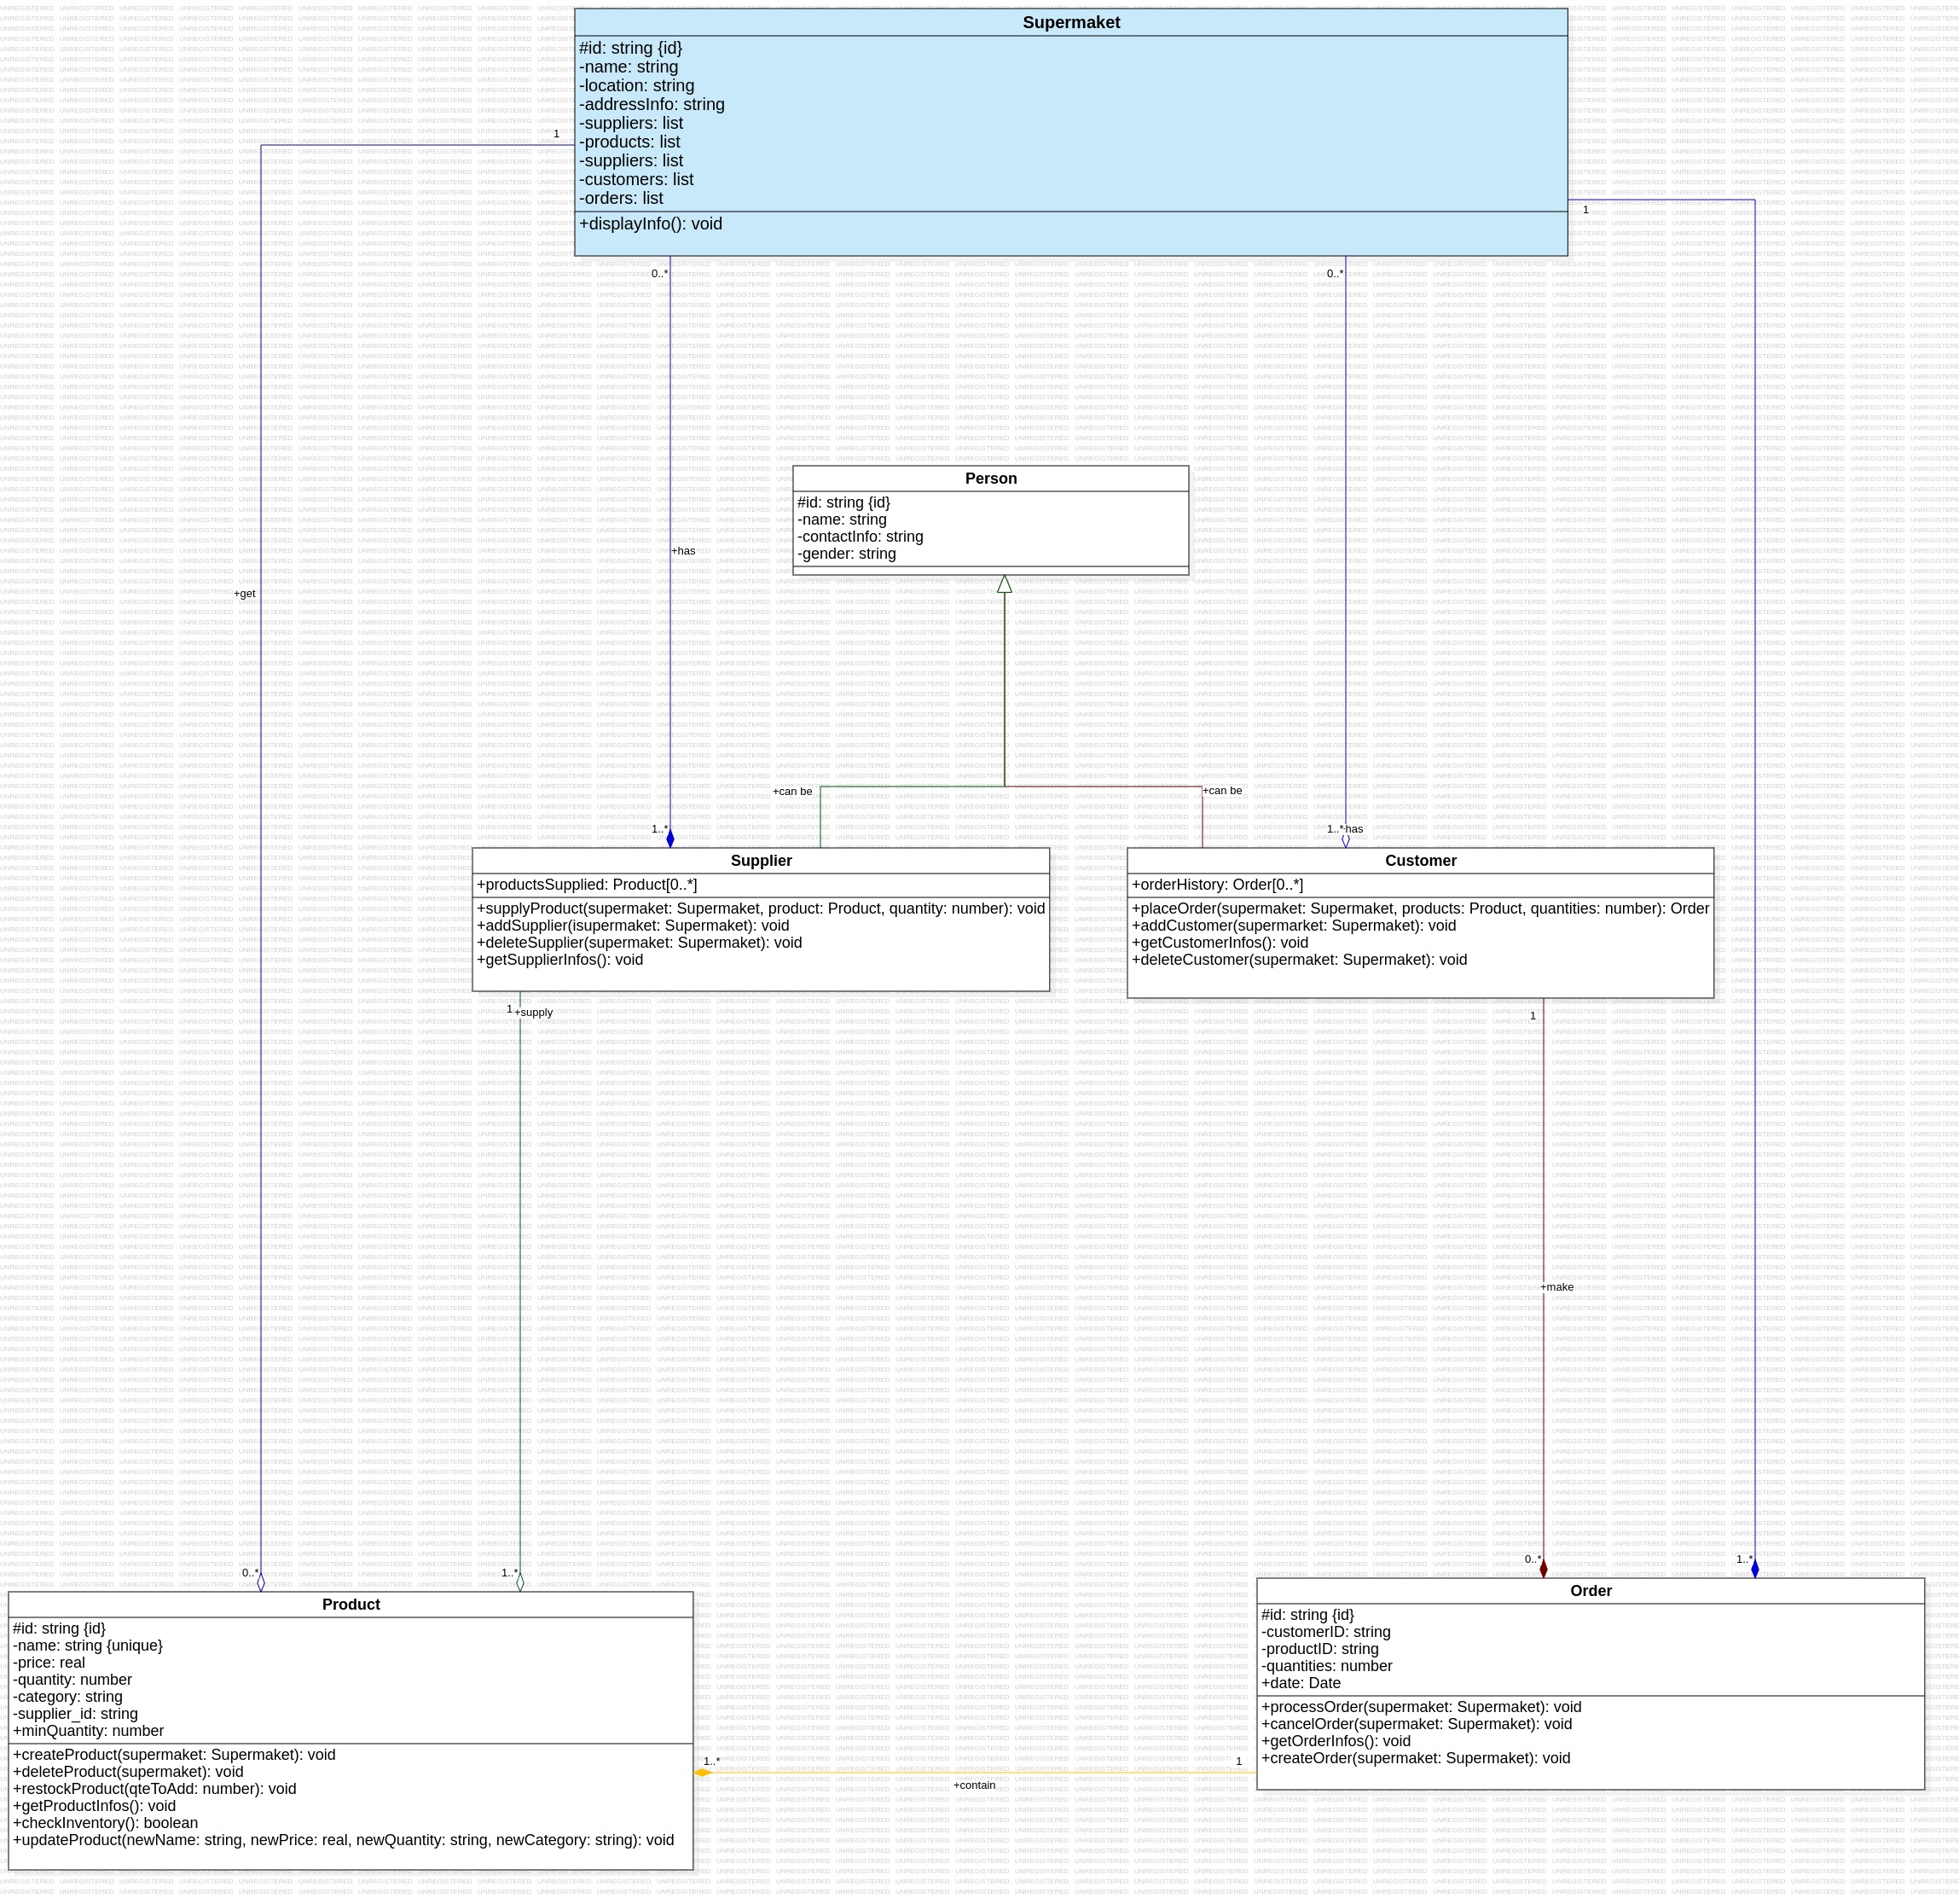 Supermaket
#id: string {id}
-name: string
-location: string
-addressInfo: string
-suppliers: list
-products: list
-suppliers: list
-customers: list
-orders: list
+displayInfo(): void
1
1
0..*
0..*
Person
#id: string {id}
-name: string
-contactInfo: string
-gender: string
+has
+get
+can be
+can be
1..*
1..*
+has
Supplier
+productsSupplied: Product[0..*]
+supplyProduct(supermaket: Supermaket, product: Product, quantity: number): void
+addSupplier(isupermaket: Supermaket): void
+deleteSupplier(supermaket: Supermaket): void
+getSupplierInfos(): void
Customer
+orderHistory: Order[0..*]
+placeOrder(supermaket: Supermaket, products: Product, quantities: number): Order
+addCustomer(supermarket: Supermaket): void
+getCustomerInfos(): void
+deleteCustomer(supermaket: Supermaket): void
1
+supply
1
+make
0..*
1..*
0..*
1..*
Product
#id: string {id}
-name: string {unique}
-price: real
-quantity: number
-category: string
-supplier_id: string
+minQuantity: number
+createProduct(supermaket: Supermaket): void
+deleteProduct(supermaket): void
+restockProduct(qteToAdd: number): void
+getProductInfos(): void
+checkInventory(): boolean
+updateProduct(newName: string, newPrice: real, newQuantity: string, newCategory: string): void
1..*
1
+contain
Order
#id: string {id}
-customerID: string
-productID: string
-quantities: number
+date: Date
+processOrder(supermaket: Supermaket): void
+cancelOrder(supermaket: Supermaket): void
+getOrderInfos(): void
+createOrder(supermaket: Supermaket): void
UNREGISTERED